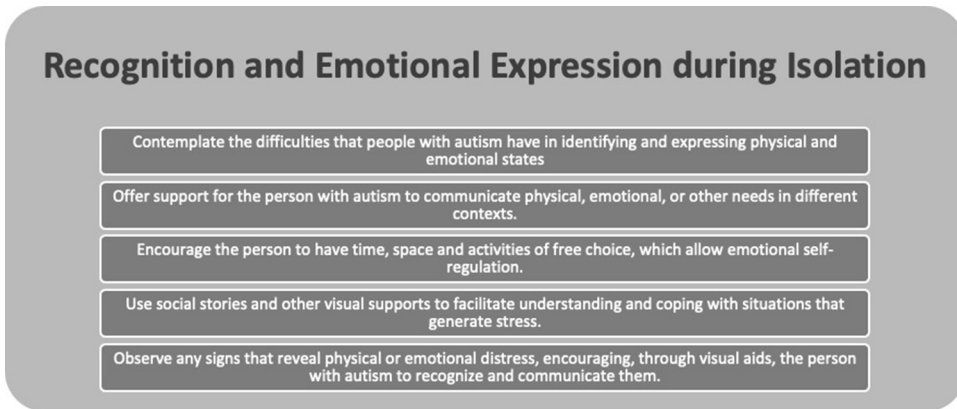 Recognition and Emotional Expression during Isolation
Contemplate the difficulties that people with autism have in identifying and expressing physical and
emotional states
Offer support for the person with autism to communicate physical, emotional, or other needs in different
contexts.
Encourage the person to have time, space and activities of free choice, which allow emotional self-
regulation.
Use social stories and other visual supports to facilitate understanding and coping with situations that
generate stress.
Observe any signs that reveal physical or emotional distress, encouraging, through visual aids, the person
with autism to recognize and communicate them.